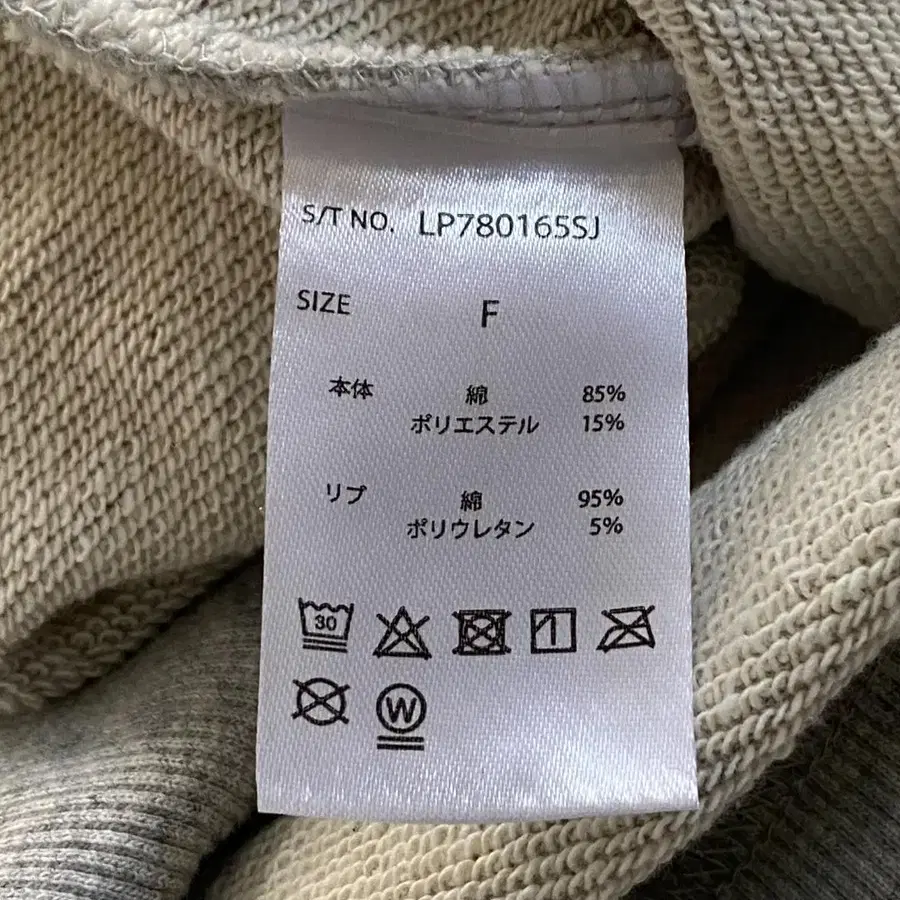 S/T NO. LP780165SJ
SIZE F
本体 綿 85%
ポリエステル 15%
リブ 綿 95%
ポリウレタン 5%
30
W